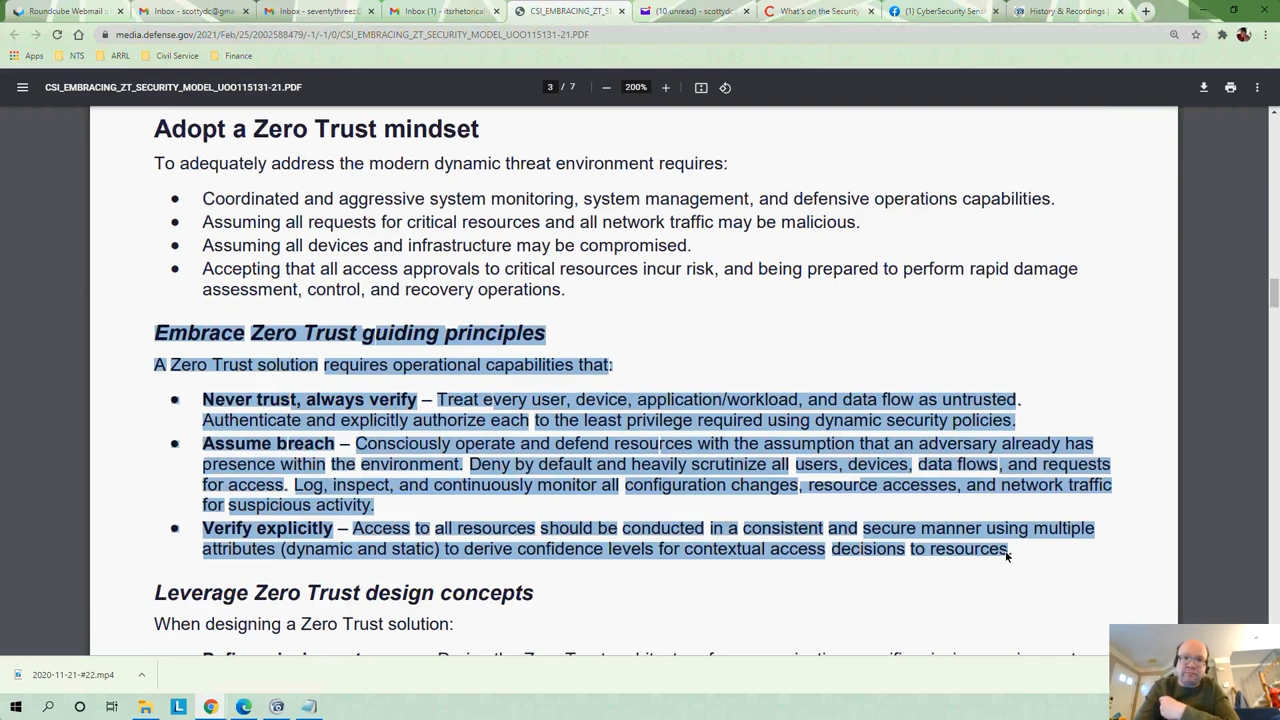 Roundcube Webmail ::
Inbox - scottydc@gma
Inbox - seventythreez
Inbox (1) - itsrhetorica
CSI_EMBRACING_ZT_S
(10 unread) - scottydc
What's on the Security
(1) CyberSecurity Sens
History & Recordings |
media.defense.gov/2021/Feb/25/2002588479/-1/-1/0/CSI_EMBRACING_ZT_SECURITY_MODEL_UOO115131-21.PDF
Apps NTS ARRL Civil Service Finance
CSI_EMBRACING_ZT_SECURITY_MODEL_UOO115131-21.PDF 3 / 7 200%
Adopt a Zero Trust mindset
To adequately address the modern dynamic threat environment requires:
• Coordinated and aggressive system monitoring, system management, and defensive operations capabilities.
• Assuming all requests for critical resources and all network traffic may be malicious.
• Assuming all devices and infrastructure may be compromised.
• Accepting that all access approvals to critical resources incur risk, and being prepared to perform rapid damage
assessment, control, and recovery operations.
Embrace Zero Trust guiding principles
A Zero Trust solution requires operational capabilities that:
• Never trust, always verify – Treat every user, device, application/workload, and data flow as untrusted.
Authenticate and explicitly authorize each to the least privilege required using dynamic security policies.
• Assume breach – Consciously operate and defend resources with the assumption that an adversary already has
presence within the environment. Deny by default and heavily scrutinize all users, devices, data flows, and requests
for access. Log, inspect, and continuously monitor all configuration changes, resource accesses, and network traffic
for suspicious activity.
• Verify explicitly – Access to all resources should be conducted in a consistent and secure manner using multiple
attributes (dynamic and static) to derive confidence levels for contextual access decisions to resources.
Leverage Zero Trust design concepts
When designing a Zero Trust solution:
2020-11-21-#22.mp4